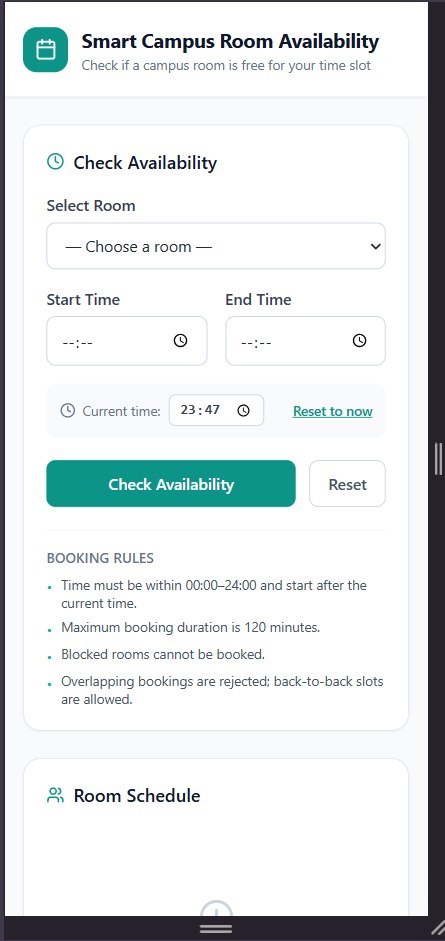 Smart Campus Room Availability
Check if a campus room is free for your time slot
Check Availability
Select Room
— Choose a room —
Start Time
End Time
--:--
--:--
Current time: 23:47 Reset to now
Check Availability
Reset
BOOKING RULES
• Time must be within 00:00–24:00 and start after the
current time.
• Maximum booking duration is 120 minutes.
• Blocked rooms cannot be booked.
• Overlapping bookings are rejected; back-to-back slots
are allowed.
Room Schedule